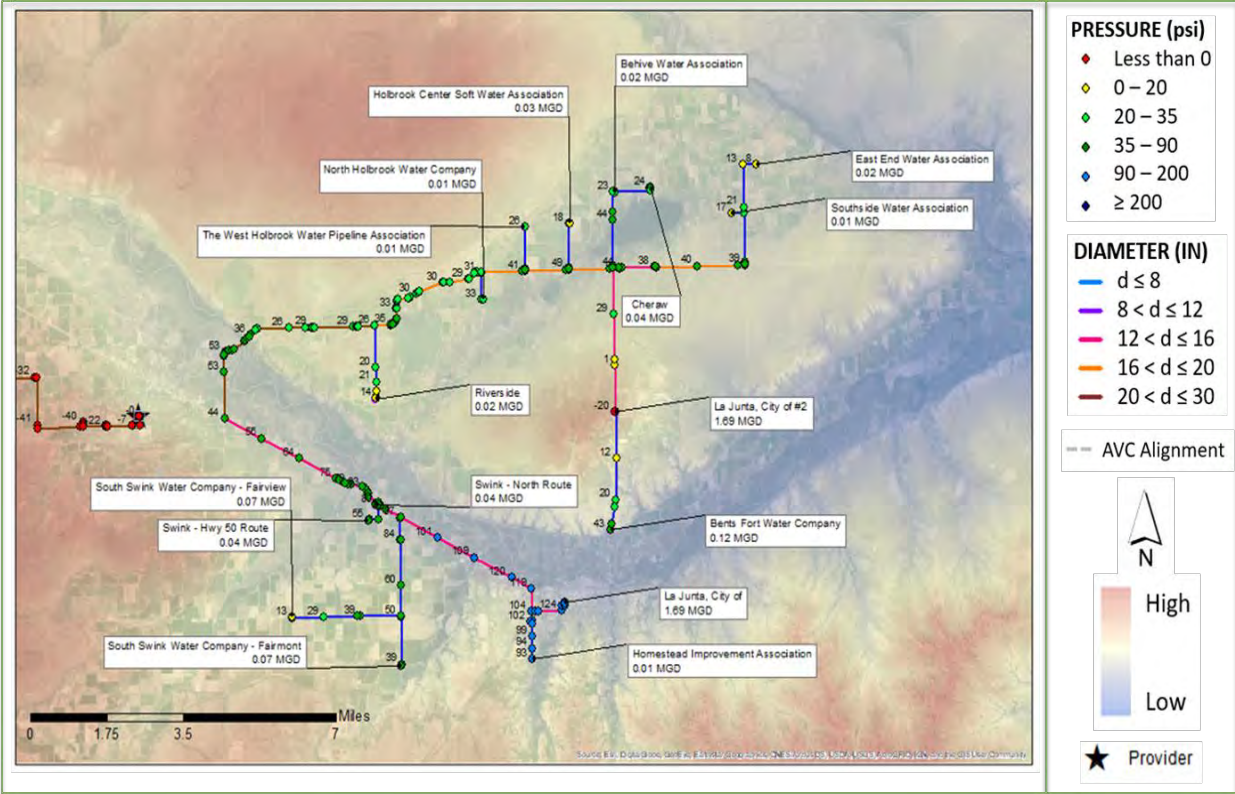 Behive Water Association
0.02 MGD
Holbrook Center Soft Water Association
0.03 MGD
North Holbrook Water Company
0.01 MGD
East End Water Association
0.02 MGD
Southside Water Association
0.01 MGD
The West Holbrook Water Pipeline Association
0.01 MGD
Cheraw
0.04 MGD
Riverside
0.02 MGD
La Junta, City of #2
1.69 MGD
South Swink Water Company - Fairview
0.07 MGD
Swink - North Route
0.04 MGD
Swink - Hwy 50 Route
0.04 MGD
Bents Fort Water Company
0.12 MGD
La Junta, City of
1.69 MGD
South Swink Water Company - Fairmont
0.07 MGD
Homestead Improvement Association
0.01 MGD
13 8
24
23
17 21
44
18
26
41
49
38
40
39
31
29
30
33
30
33
35
26
29
26
36
53
53
44
20
21
14
29
1
-20
12
20
43
-32
-41
-40
-22
-7
56
64
75
55
84
101
109
120
118
60
50
39
29
13
39
104
124
102
99
94
93
Miles
0 1.75 3.5 7
PRESSURE (psi)
Less than 0
0 – 20
20 – 35
35 – 90
90 – 200
≥ 200
DIAMETER (IN)
d ≤ 8
8 < d ≤ 12
12 < d ≤ 16
16 < d ≤ 20
20 < d ≤ 30
AVC Alignment
N
High
Low
Provider